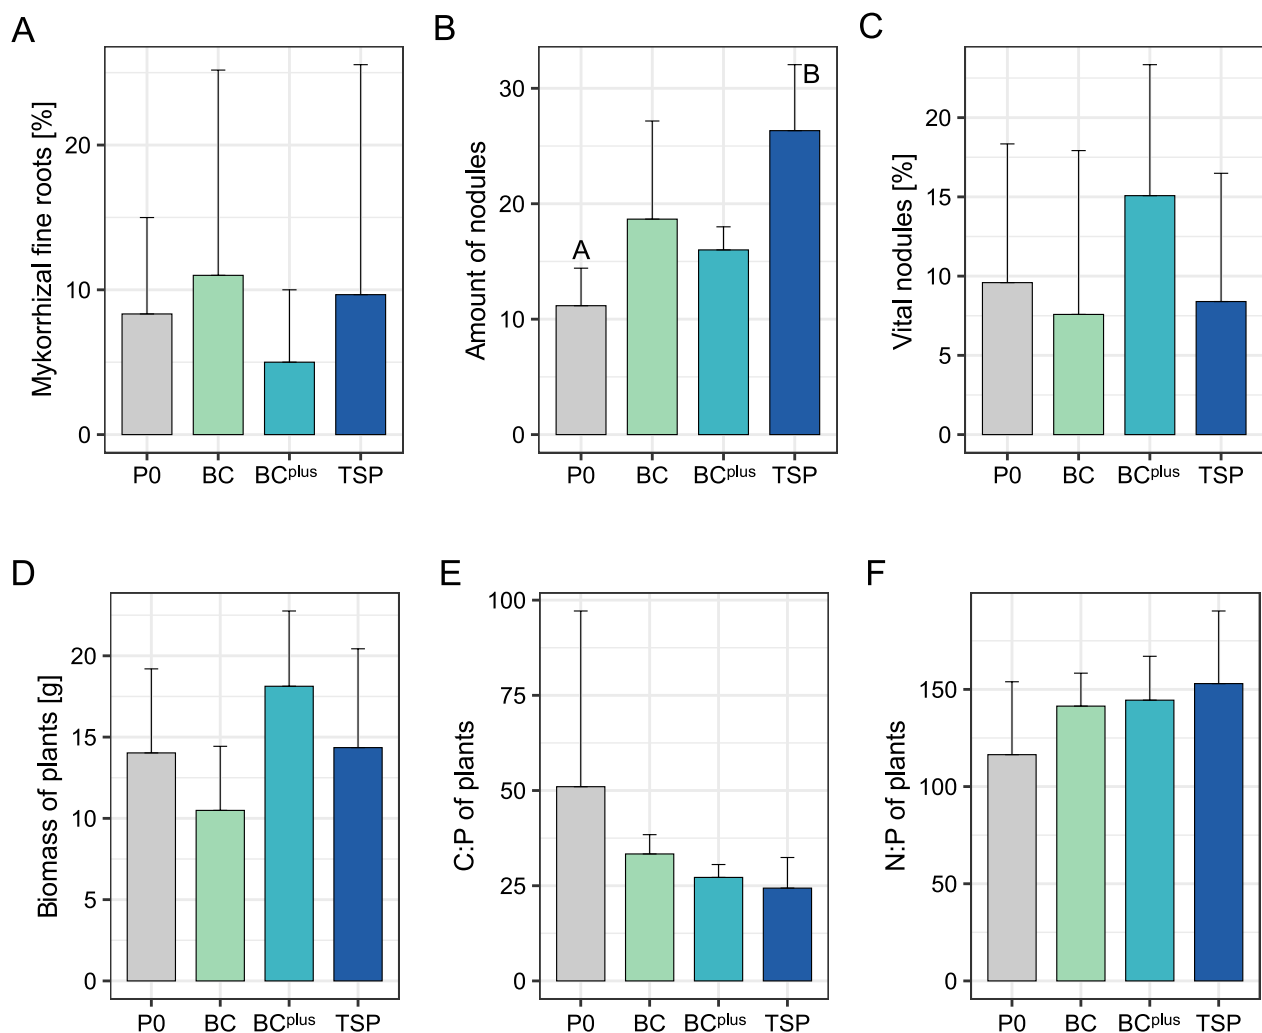 A
Mykorrhizal fine roots [%]
20
10
0
P0 BC BCplus TSP
B
Amount of nodules
30
20
10
0
A
B
P0 BC BCplus TSP
C
Vital nodules [%]
20
15
10
5
0
P0 BC BCplus TSP
D
Biomass of plants [g]
20
15
10
5
0
P0 BC BCplus TSP
E
C:P of plants
100
75
50
25
0
P0 BC BCplus TSP
F
N:P of plants
150
100
50
0
P0 BC BCplus TSP